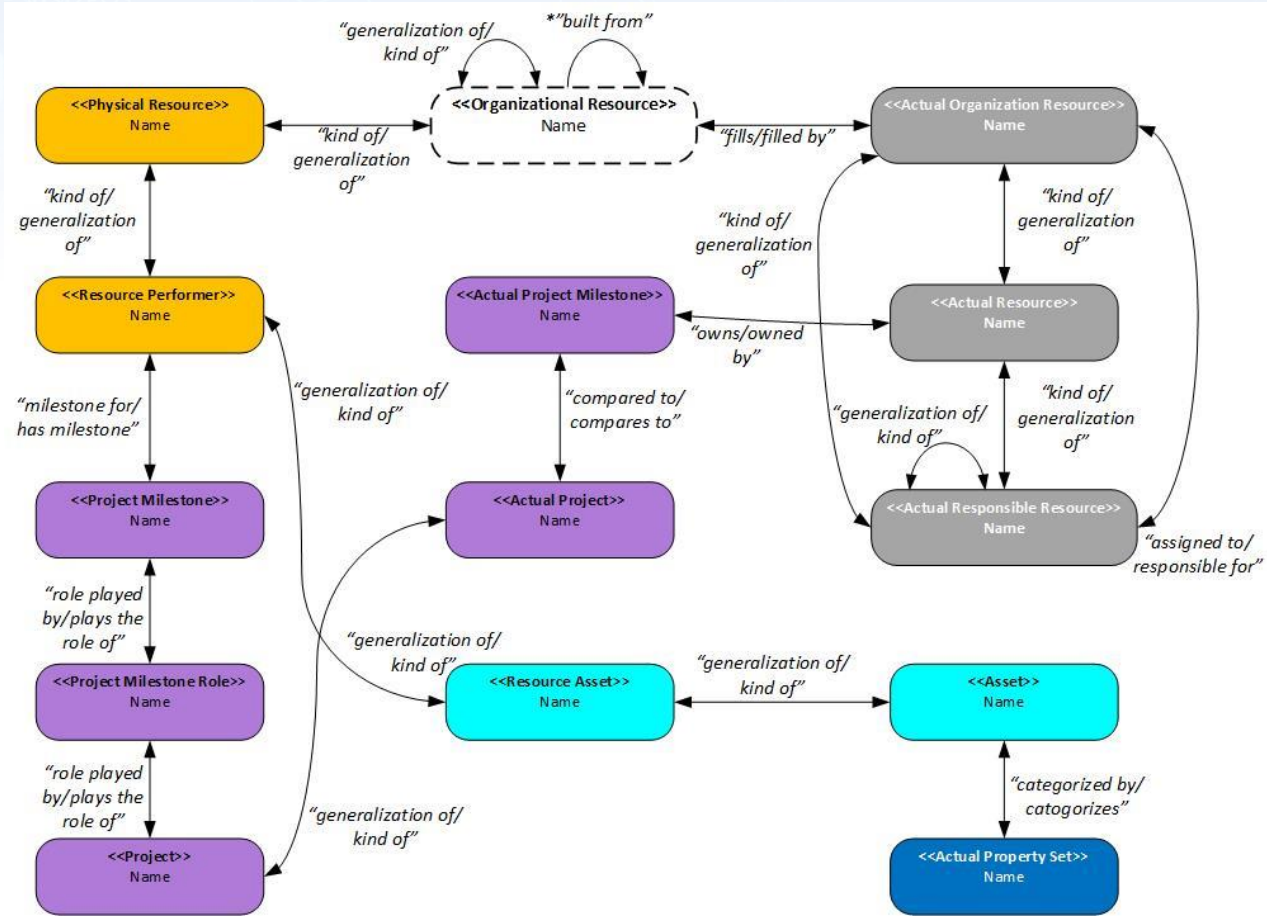 “generalization of/
kind of”
*”built from”
<<Physical Resource>>
Name
<<Organizational Resource>>
Name
<<Actual Organization Resource>>
Name
“kind of/
generalization
of”
“fills/filled by”
“kind of/
generalization
of”
“kind of/
generalization
of”
“kind of/
generalization
of”
<<Resource Performer>>
Name
<<Actual Project Milestone>>
Name
<<Actual Resource>>
Name
“owns/owned
by”
“milestone for/
has milestone”
“generalization of/
kind of”
“compared to/
compares to”
“generalization of/
kind of”
“kind of/
generalization
of”
<<Project Milestone>>
Name
<<Actual Project>>
Name
<<Actual Responsible Resource>>
Name
“assigned to/
responsible for”
“role played
by/plays the
role of”
“generalization of/
kind of”
“generalization of/
kind of”
<<Project Milestone Role>>
Name
<<Resource Asset>>
Name
<<Asset>>
Name
“role played
by/plays the
role of”
“generalization of/
kind of”
“categorized by/
catogorizes”
<<Project>>
Name
<<Actual Property Set>>
Name